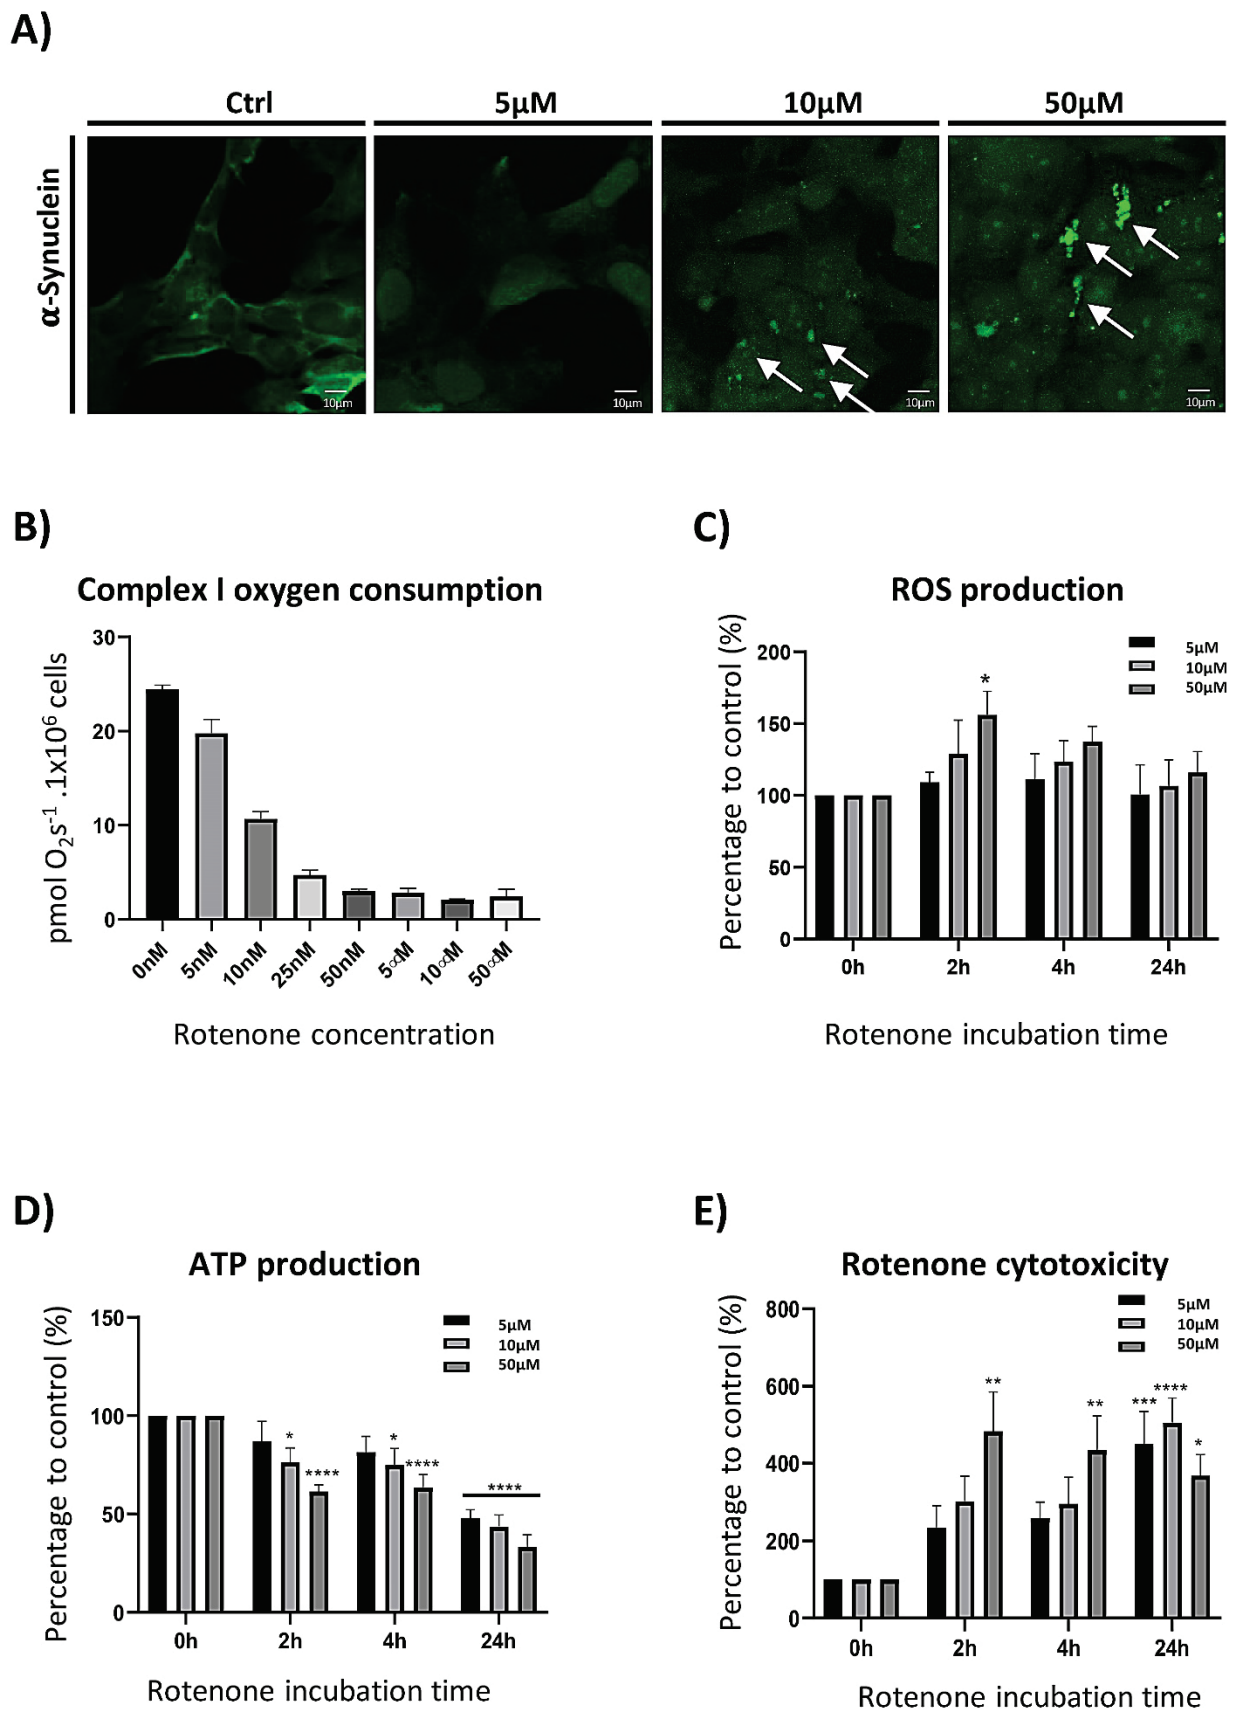 A)
Ctrl 5µM 10µM 50µM
α-Synuclein
10µm 10µm 10µm 10µm
B)
Complex I oxygen consumption
pmol O₂s⁻¹ .1x10⁶ cells
30
20
10
0
0nM 5nM 10nM 25nM 50nM 5∝M 10∝M 50∝M
Rotenone concentration
C)
ROS production
Percentage to control (%)
200
150
100
50
0
5µM
10µM
50µM
*
0h 2h 4h 24h
Rotenone incubation time
D)
ATP production
Percentage to control (%)
150
100
50
0
5µM
10µM
50µM
* **** * **** ****
0h 2h 4h 24h
Rotenone incubation time
E)
Rotenone cytotoxicity
Percentage to control (%)
800
600
400
200
0
5µM
10µM
50µM
** ** *** **** *
0h 2h 4h 24h
Rotenone incubation time